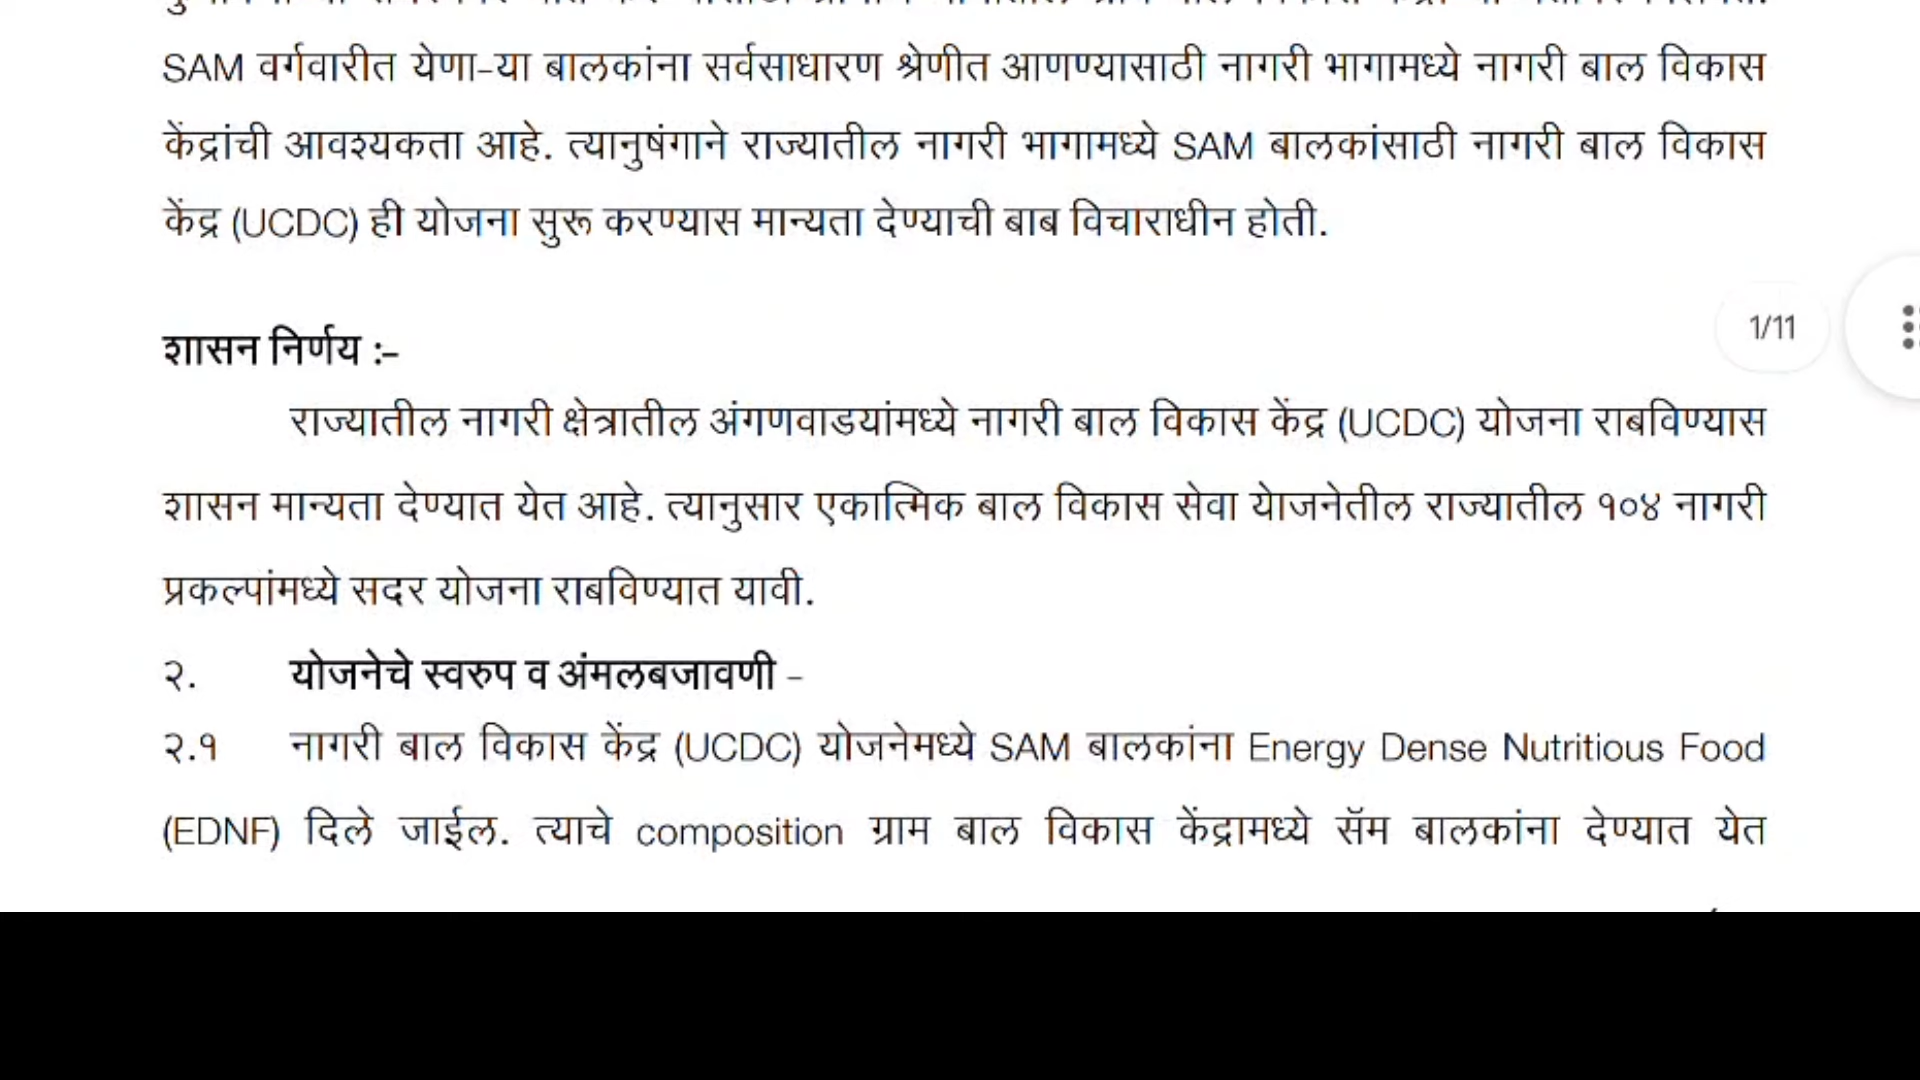 SAM वर्गवारीत येणा-या बालकांना सर्वसाधारण श्रेणीत आणण्यासाठी नागरी भागामध्ये नागरी बाल विकास
केंद्रांची आवश्यकता आहे. त्यानुषंगाने राज्यातील नागरी भागामध्ये SAM बालकांसाठी नागरी बाल विकास
केंद्र (UCDC) ही योजना सुरू करण्यास मान्यता देण्याची बाब विचाराधीन होती.
1/11
शासन निर्णय :-
राज्यातील नागरी क्षेत्रातील अंगणवाडयांमध्ये नागरी बाल विकास केंद्र (UCDC) योजना राबविण्यास
शासन मान्यता देण्यात येत आहे. त्यानुसार एकात्मिक बाल विकास सेवा येाजनेतील राज्यातील १०४ नागरी
प्रकल्पांमध्ये सदर योजना राबविण्यात यावी.
२. योजनेचे स्वरुप व अंमलबजावणी -
२.१ नागरी बाल विकास केंद्र (UCDC) योजनेमध्ये SAM बालकांना Energy Dense Nutritious Food
(EDNF) दिले जाईल. त्याचे composition ग्राम बाल विकास केंद्रामध्ये सॅम बालकांना देण्यात येत